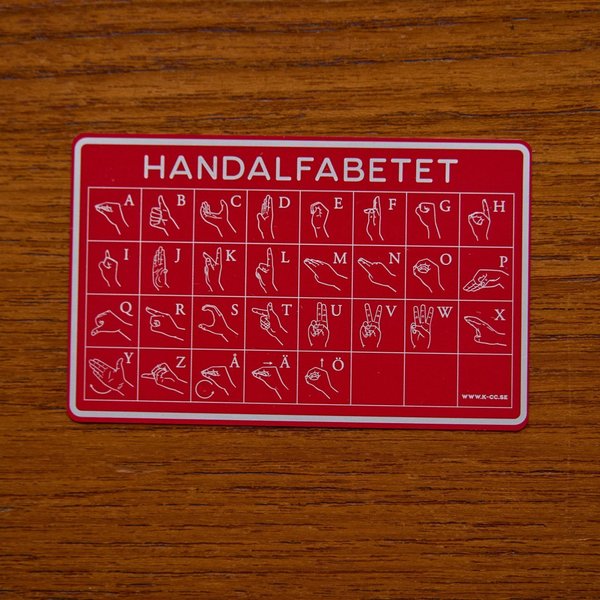 HANDALFABETET
A B C D E F G H
I J K L M N O P
Q R S T U V W X
Y Z Å Ä Ö
WWW.K-CC.SE